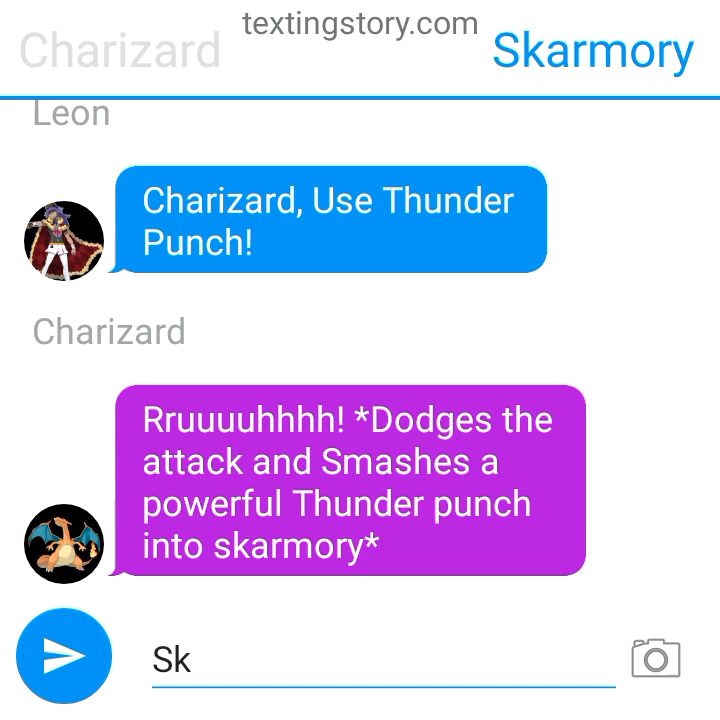 textingstory.com
Charizard
Skarmory
Leon
Charizard, Use Thunder
Punch!
Charizard
Rruuuuhhhh! *Dodges the
attack and Smashes a
powerful Thunder punch
into skarmory*
Sk